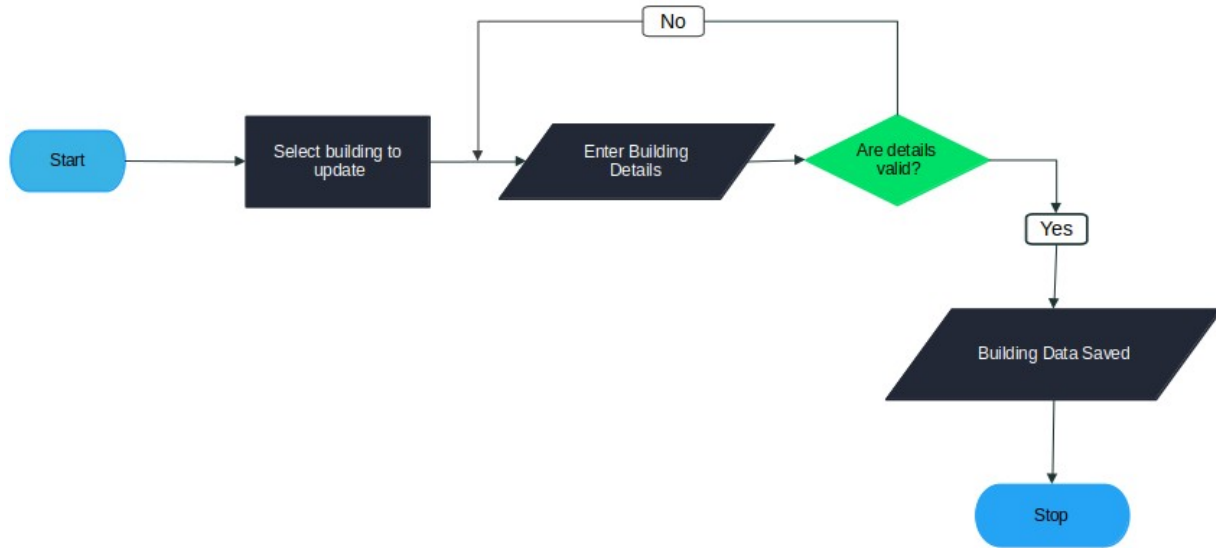 No
Start
Select building to
update
Enter Building
Details
Are details
valid?
Yes
Building Data Saved
Stop